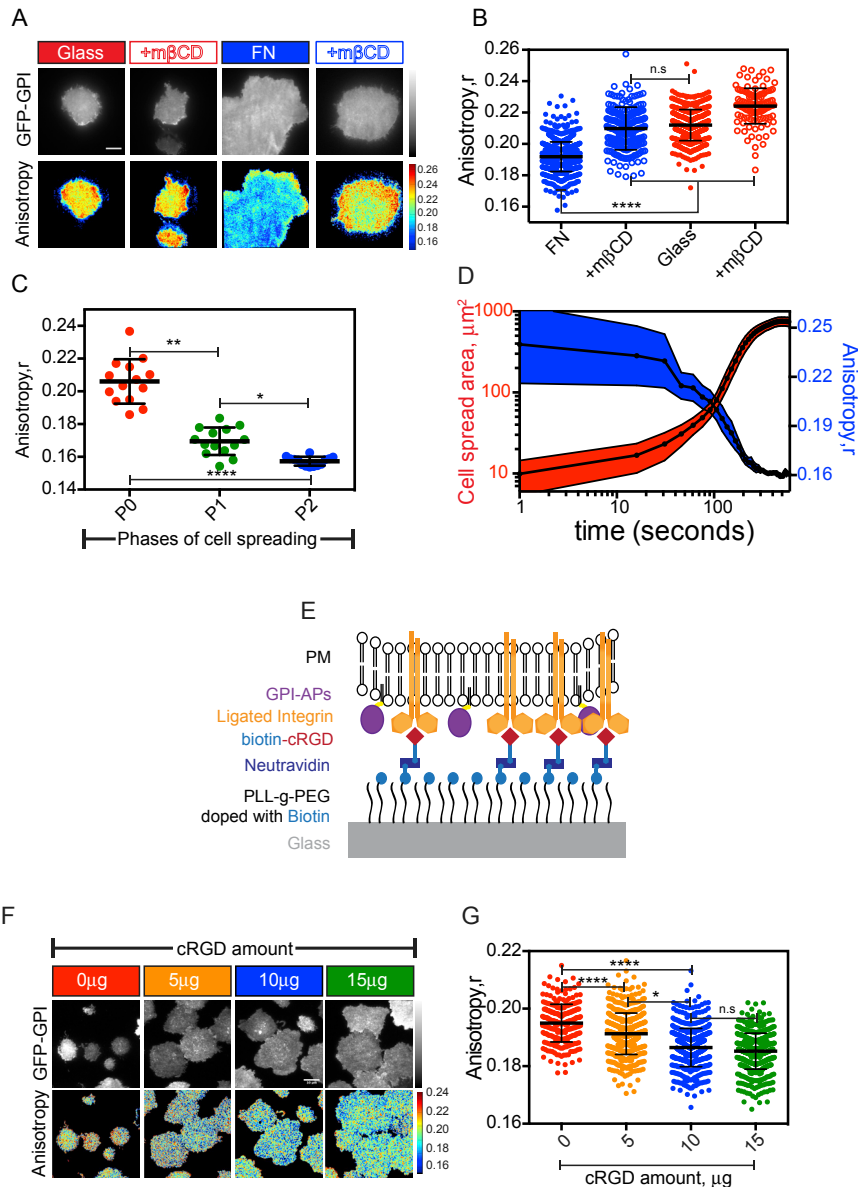 A
Glass +mβCD FN +mβCD
GFP-GPI
Anisotropy
0.26
0.24
0.22
0.20
0.18
0.16
B
Anisotropy,r
0.26
0.24
0.22
0.20
0.18
0.16
n.s
****
FN +mβCD Glass +mβCD
C
Anisotropy,r
0.24
0.22
0.20
0.18
0.16
0.14
**
*
****
P0 P1 P2
Phases of cell spreading
D
Cell spread area, μm²
1000
100
10
0.25
0.20
0.16
Anisotropy,r
1 10 100
time (seconds)
E
PM
GPI-APs
Ligated Integrin
biotin-cRGD
Neutravidin
PLL-g-PEG
doped with Biotin
Glass
F
cRGD amount
0μg 5μg 10μg 15μg
GFP-GPI
Anisotropy
0.24
0.22
0.20
0.18
0.16
G
Anisotropy,r
0.22
0.20
0.18
0.16
****
****
*
n.s
0 5 10 15
cRGD amount, μg